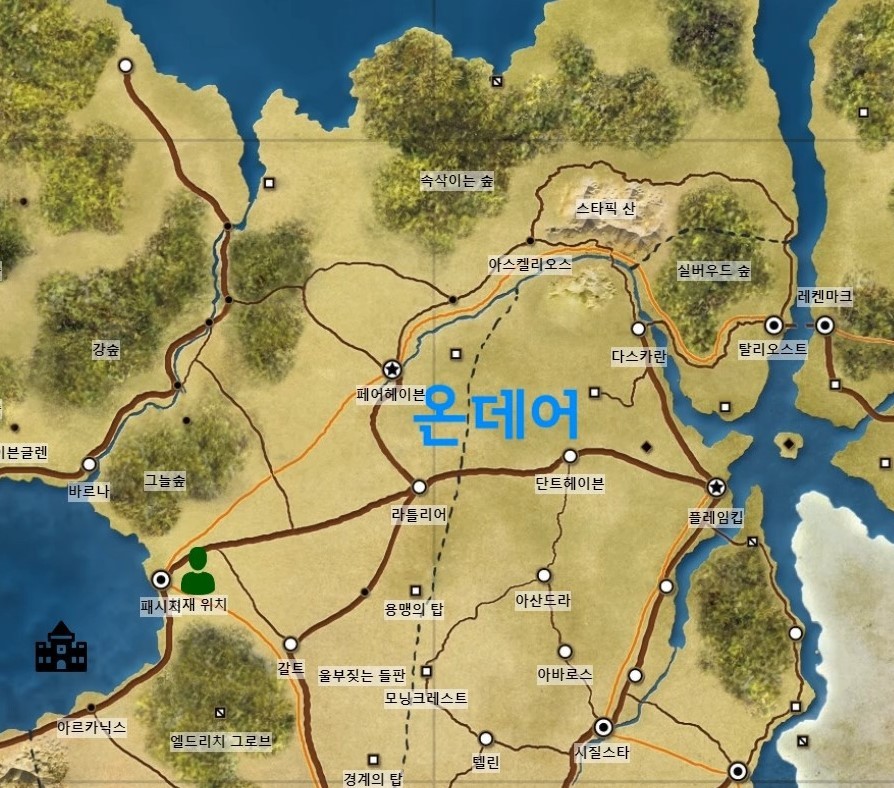 속삭이는 숲
스타픽 산
아스켈리오스
실버우드 숲
레켄마크
강숲
다스카란
탈리오스트
페어헤이븐
온데어
이븐글렌
바르나
그늘숲
단트헤이븐
라틀리어
플레임킵
패시지
현재 위치
용맹의 탑
아산드라
갈트
울부짖는 들판
아바로스
모닝크레스트
아르카닉스
엘드리치 그로브
시질스타
텔린
경계의 탑